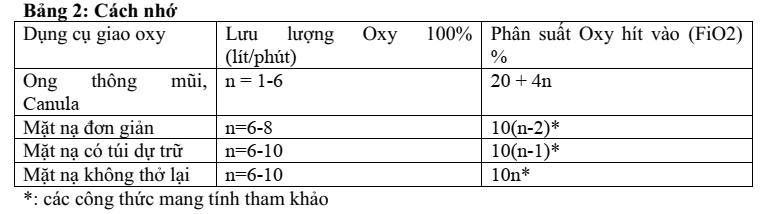 Bảng 2: Cách nhớ
Dụng cụ giao oxy
Lưu lượng Oxy 100%
(lít/phút)
Phân suất Oxy hít vào (FiO2)
%
Ong thông mũi,
Canula
n = 1-6
20 + 4n
Mặt nạ đơn giản
n=6-8
10(n-2)*
Mặt nạ có túi dự trữ
n=6-10
10(n-1)*
Mặt nạ không thở lại
n=6-10
10n*
*: các công thức mang tính tham khảo